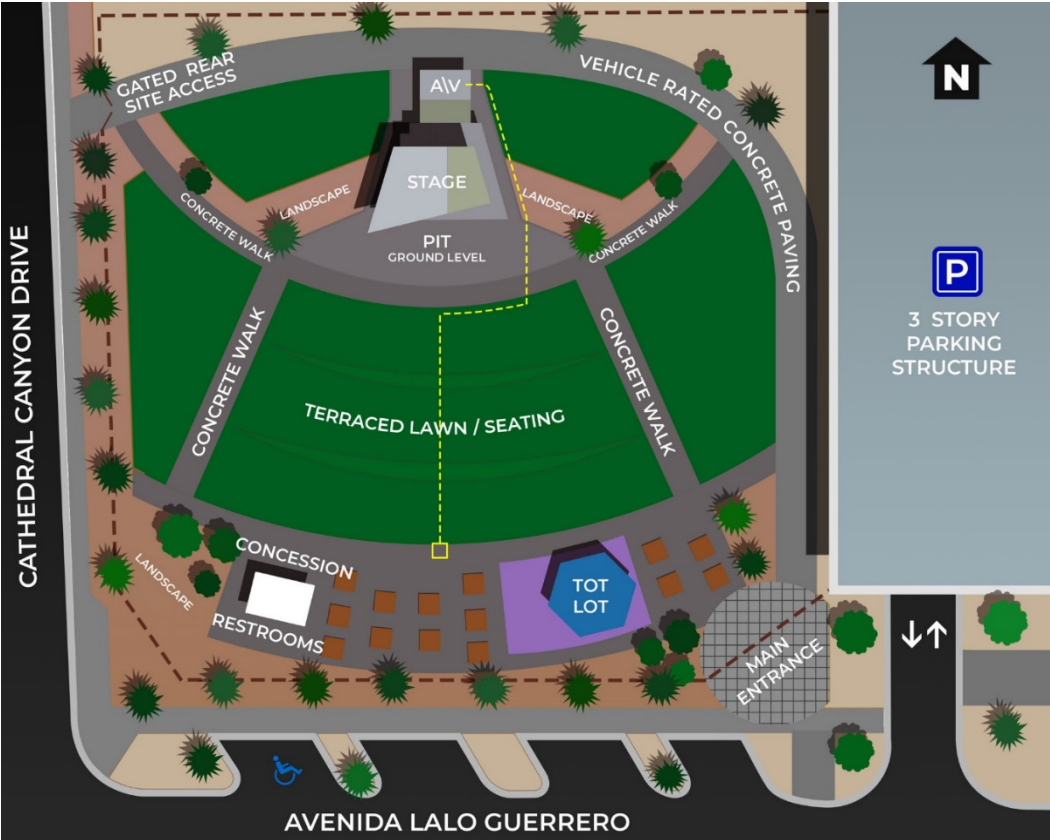 GATED REAR
SITE ACCESS
A\V
VEHICLE RATED CONCRETE PAVING
N
STAGE
LANDSCAPE
LANDSCAPE
CONCRETE WALK
CONCRETE WALK
PIT
GROUND LEVEL
P
3 STORY
PARKING
STRUCTURE
CATHEDRAL CANYON DRIVE
CONCRETE WALK
CONCRETE WALK
TERRACED LAWN / SEATING
CONCESSION
LANDSCAPE
TOT
LOT
RESTROOMS
MAIN
ENTRANCE
AVENIDA LALO GUERRERO